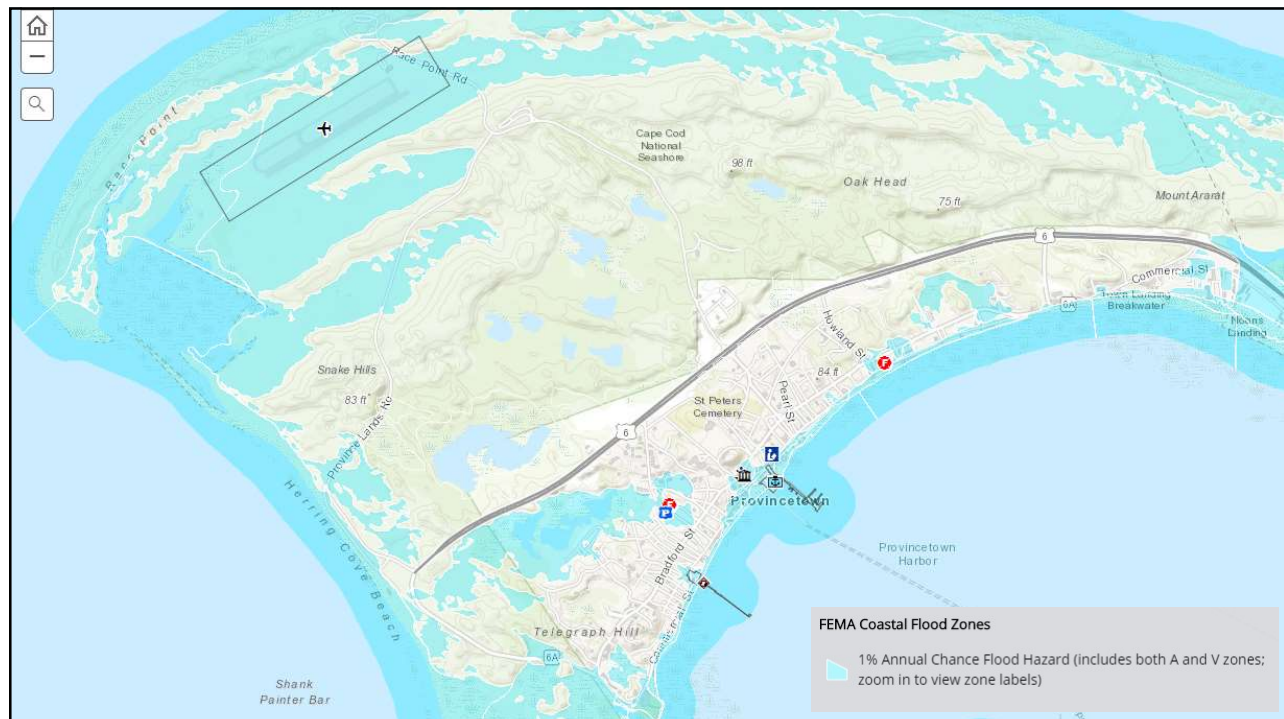 Race Point Rd
Race Point
Cape Cod
National
Seashore
98 ft
Oak Head
75 ft
Mount Ararat
6
Commercial St
6A
Town Landing
Breakwater
Noons
Landing
Howland St
F
Snake Hills
83 ft
84 ft
Pearl St
St Peters
Cemetery
Province Lands Rd
6
Herring Cove Beach
Provincetown
P
Bradford St
Provincetown
Harbor
Commercial St
Telegraph Hill
6A
Shank
Painter Bar
FEMA Coastal Flood Zones
1% Annual Chance Flood Hazard (includes both A and V zones;
zoom in to view zone labels)